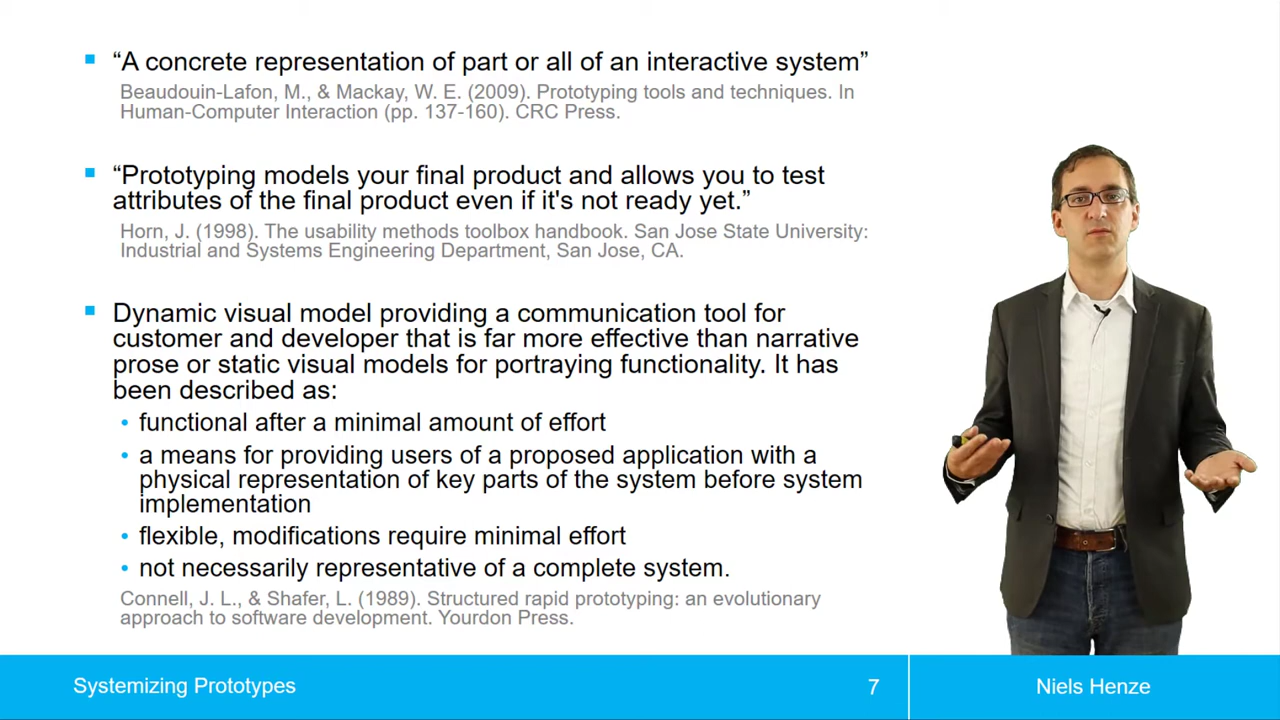 “A concrete representation of part or all of an interactive system”
Beaudouin-Lafon, M., & Mackay, W. E. (2009). Prototyping tools and techniques. In
Human-Computer Interaction (pp. 137-160). CRC Press.
“Prototyping models your final product and allows you to test
attributes of the final product even if it's not ready yet.”
Horn, J. (1998). The usability methods toolbox handbook. San Jose State University:
Industrial and Systems Engineering Department, San Jose, CA.
Dynamic visual model providing a communication tool for
customer and developer that is far more effective than narrative
prose or static visual models for portraying functionality. It has
been described as:
functional after a minimal amount of effort
a means for providing users of a proposed application with a
physical representation of key parts of the system before system
implementation
flexible, modifications require minimal effort
not necessarily representative of a complete system.
Connell, J. L., & Shafer, L. (1989). Structured rapid prototyping: an evolutionary
approach to software development. Yourdon Press.
Systemizing Prototypes
7
Niels Henze